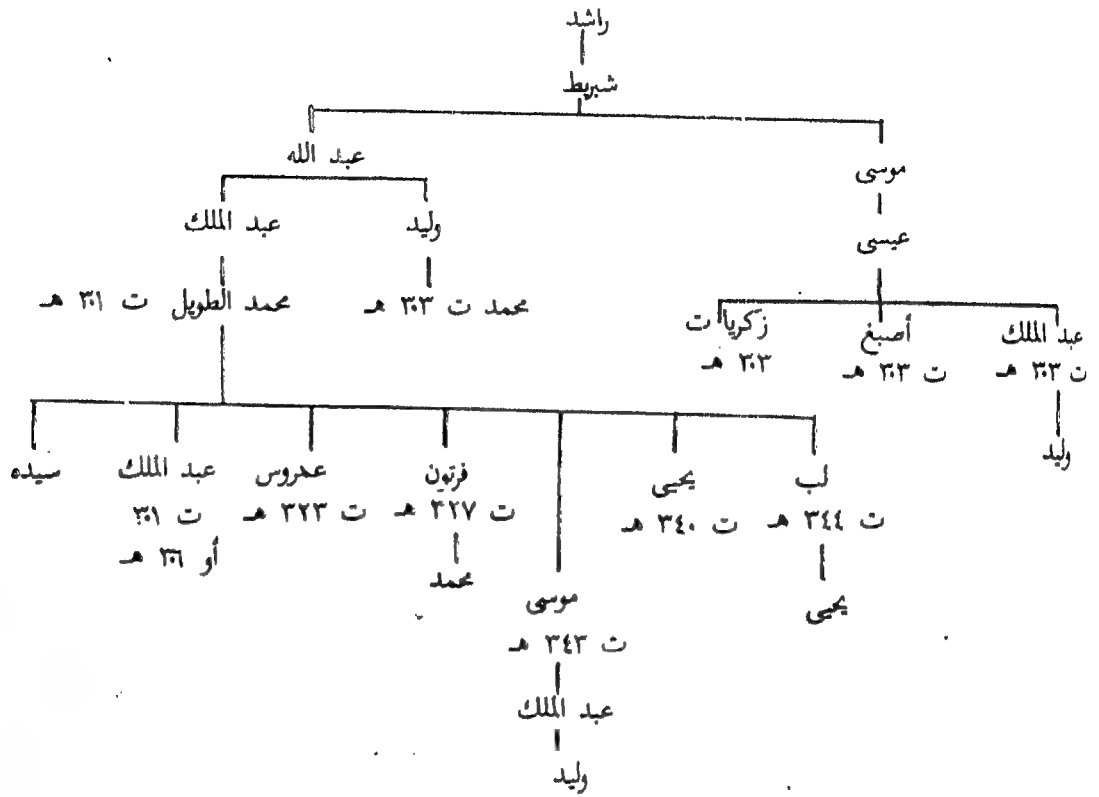 راشد
شبريط
عبد الله
موسى
عبد الملك
وليد
عيسى
محمد الطويل ت ٣٠١ هـ
محمد ت ٣٠٣ هـ
زكريا ت
٣٠٣ هـ
أصبغ
ت ٣٠٣ هـ
عبد الملك
ت ٣٠٣ هـ
وليد
لب
ت ٣٤٤ هـ
يحيى
يحيى
ت ٣٤٠ هـ
موسى
ت ٣٤٣ هـ
عبد الملك
وليد
فرتون
ت ٣٢٧ هـ
محمد
عمروس
ت ٣٢٣ هـ
عبد الملك
ت ٣٠١
أو ٣٠٦ هـ
سيده